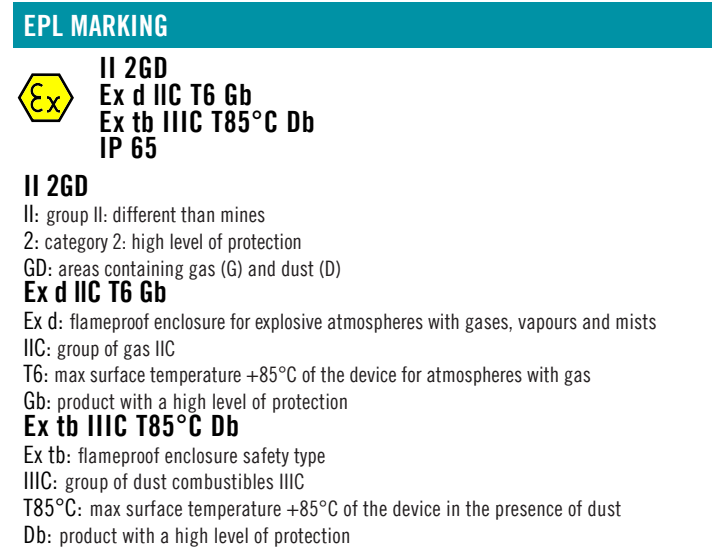 EPL MARKING
II 2GD
Ex d IIC T6 Gb
Ex tb IIIC T85°C Db
IP 65
εx
II 2GD
II: group II: different than mines
2: category 2: high level of protection
GD: areas containing gas (G) and dust (D)
Ex d IIC T6 Gb
Ex d: flameproof enclosure for explosive atmospheres with gases, vapours and mists
IIC: group of gas IIC
T6: max surface temperature +85°C of the device for atmospheres with gas
Gb: product with a high level of protection
Ex tb IIIC T85°C Db
Ex tb: flameproof enclosure safety type
IIIC: group of dust combustibles IIIC
T85°C: max surface temperature +85°C of the device in the presence of dust
Db: product with a high level of protection